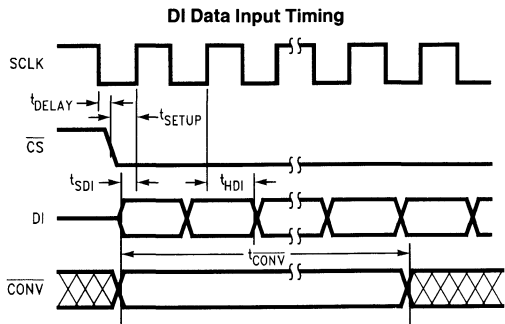 DI Data Input Timing
SCLK
tDELAY
tSETUP
CS
tSDI
tHDI
DI
tCONV
CONV